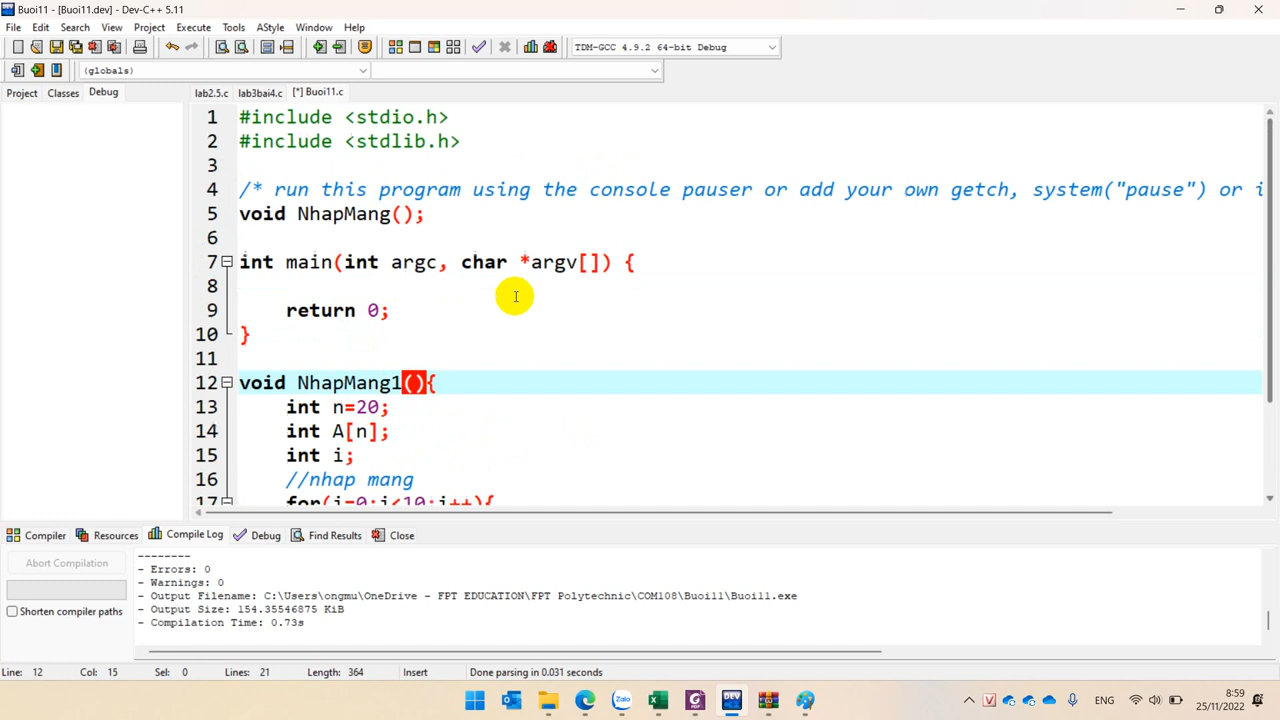 Buoi11 - [Buoi11.dev] - Dev-C++ 5.11
File Edit Search View Project Execute Tools AStyle Window Help
TDM-GCC 4.9.2 64-bit Debug
(globals)
Project Classes Debug
lab2.5.c lab3bai4.c [*] Buoi11.c
1 #include <stdio.h>
2 #include <stdlib.h>
3
4 /* run this program using the console pauser or add your own getch, system("pause") or i
5 void NhapMang();
6
7 int main(int argc, char *argv[]) {
8
9 return 0;
10 }
11
12 void NhapMang1(){
13 int n=20;
14 int A[n];
15 int i;
16 //nhap mang
17 for(i=0;i<10;i++){
Compiler Resources Compile Log Debug Find Results Close
Abort Compilation
Shorten compiler paths
--------
- Errors: 0
- Warnings: 0
- Output Filename: C:\Users\ongmu\OneDrive - FPT EDUCATION\FPT Polytechnic\COM108\Buoi11\Buoi11.exe
- Output Size: 154.35546875 KiB
- Compilation Time: 0.73s
Line: 12 Col: 15 Sel: 0 Lines: 21 Length: 364 Insert Done parsing in 0.031 seconds
Zalo
PDF
DEV
ENG
8:59
25/11/2022